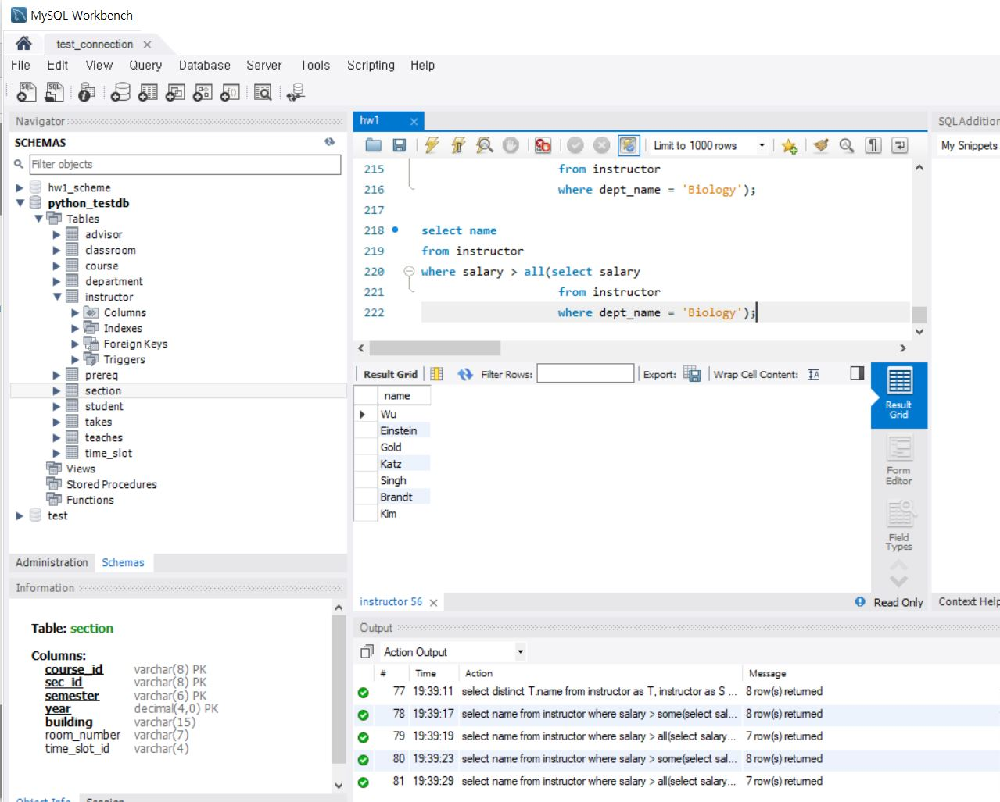 MySQL Workbench
test_connection
File Edit View Query Database Server Tools Scripting Help
Navigator
SCHEMAS
Filter objects
hw1_scheme
python_testdb
Tables
advisor
classroom
course
department
instructor
Columns
Indexes
Foreign Keys
Triggers
prereq
section
student
takes
teaches
time_slot
Views
Stored Procedures
Functions
test
Administration Schemas
Information
Table: section
Columns:
course_id varchar(8) PK
sec_id varchar(8) PK
semester varchar(6) PK
year decimal(4,0) PK
building varchar(15)
room_number varchar(7)
time_slot_id varchar(4)
Object Info Session
hw1
Limit to 1000 rows
215 from instructor
216 where dept_name = 'Biology');
217
218 select name
219 from instructor
220 where salary > all(select salary
221 from instructor
222 where dept_name = 'Biology');
Result Grid Filter Rows: Export: Wrap Cell Content:
name
Wu
Einstein
Gold
Katz
Singh
Brandt
Kim
Result
Grid
Form
Editor
Field
Types
instructor 56 Read Only
Output
Action Output
# Time Action Message
77 19:39:11 select distinct T.name from instructor as T, instructor as S ... 8 row(s) returned
78 19:39:17 select name from instructor where salary > some(select sal... 8 row(s) returned
79 19:39:19 select name from instructor where salary > all(select salary... 7 row(s) returned
80 19:39:23 select name from instructor where salary > some(select sal... 8 row(s) returned
81 19:39:29 select name from instructor where salary > all(select salary... 7 row(s) returned
SQLAddition
My Snippets
Context Help